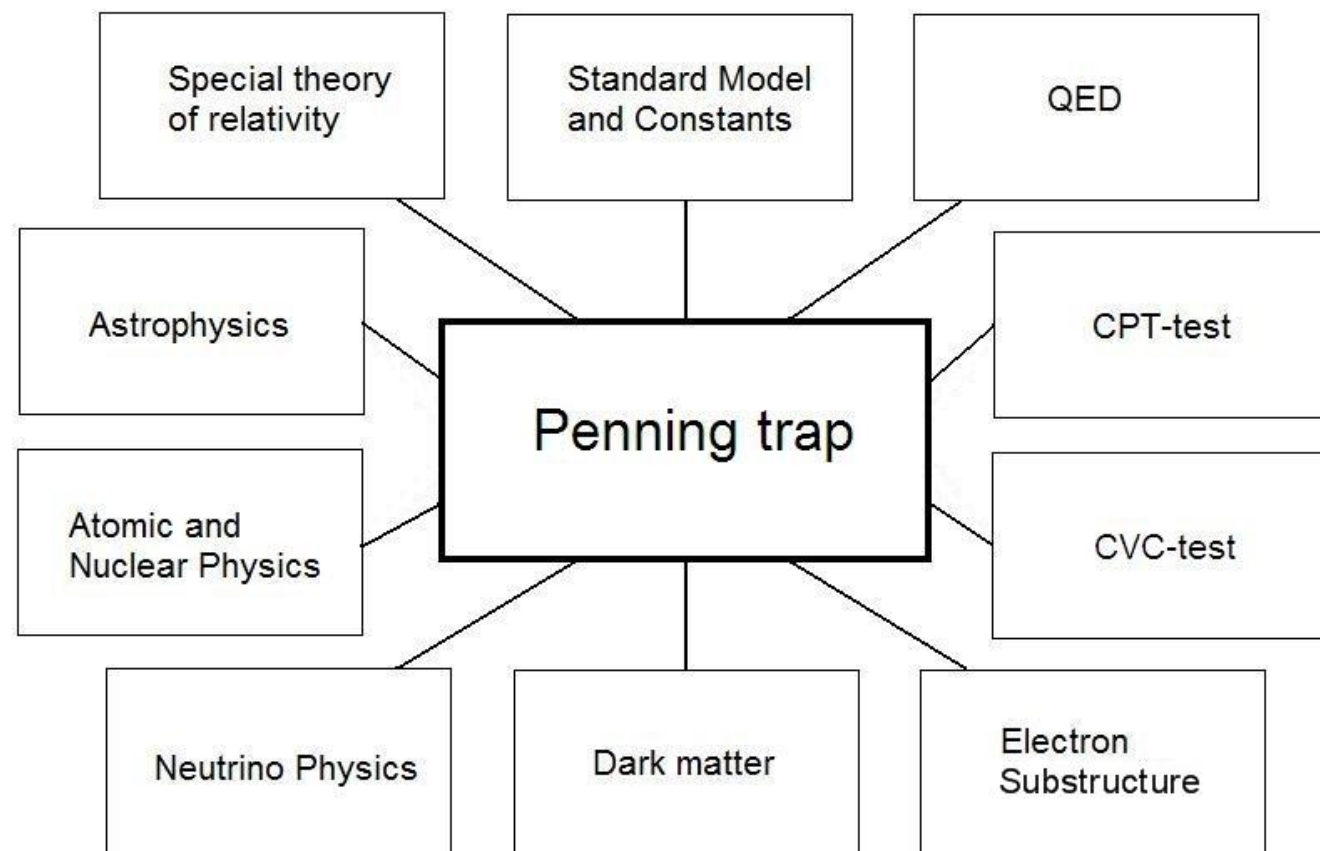 Special theory
of relativity
Standard Model
and Constants
QED
Astrophysics
CPT-test
Penning trap
Atomic and
Nuclear Physics
CVC-test
Neutrino Physics
Dark matter
Electron
Substructure